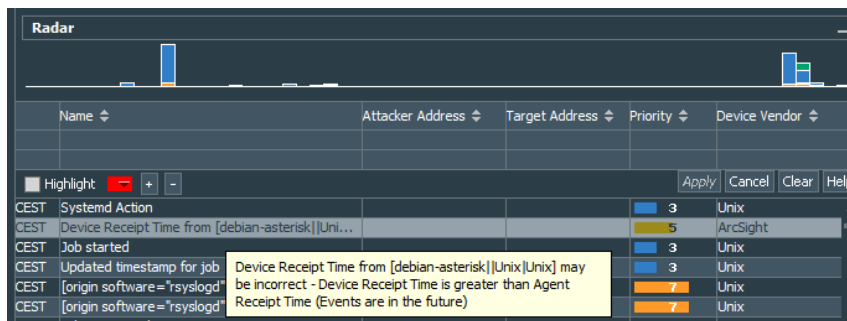 Radar
Name Attacker Address Target Address Priority Device Vendor
Highlight + - Apply Cancel Clear Help
CEST Systemd Action 3 Unix
CEST Device Receipt Time from [debian-asterisk||Uni... 5 ArcSight
CEST Job started 3 Unix
CEST Updated timestamp for job 3 Unix
CEST [origin software="rsyslogd" 7 Unix
CEST [origin software="rsyslogd" 7 Unix
Device Receipt Time from [debian-asterisk||Unix|Unix] may
be incorrect - Device Receipt Time is greater than Agent
Receipt Time (Events are in the future)